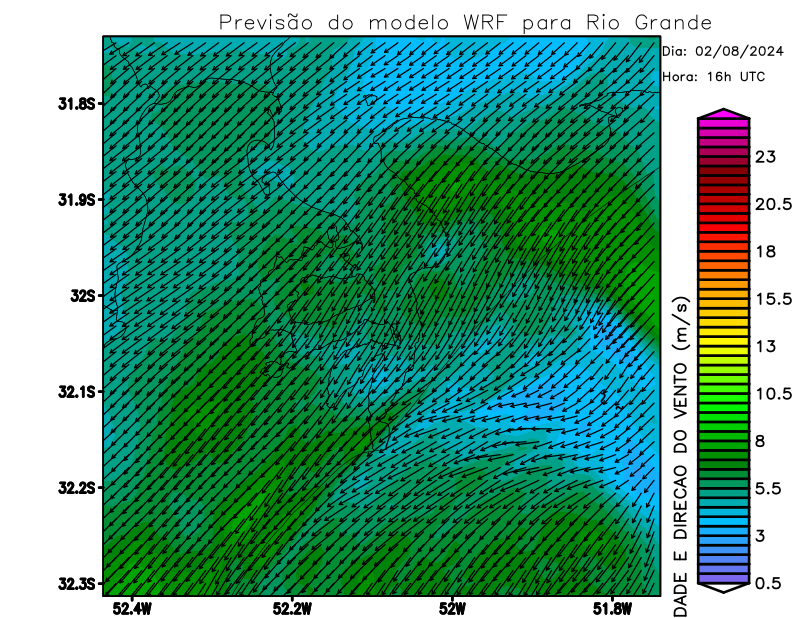 Previsão do modelo WRF para Rio Grande
Dia: 02/08/2024
Hora: 16h UTC
31.8S
31.9S
32S
32.1S
32.2S
32.3S
52.4W
52.2W
52W
51.8W
23
20.5
18
15.5
13
10.5
8
5.5
3
0.5
DADE E DIRECAO DO VENTO (m/s)